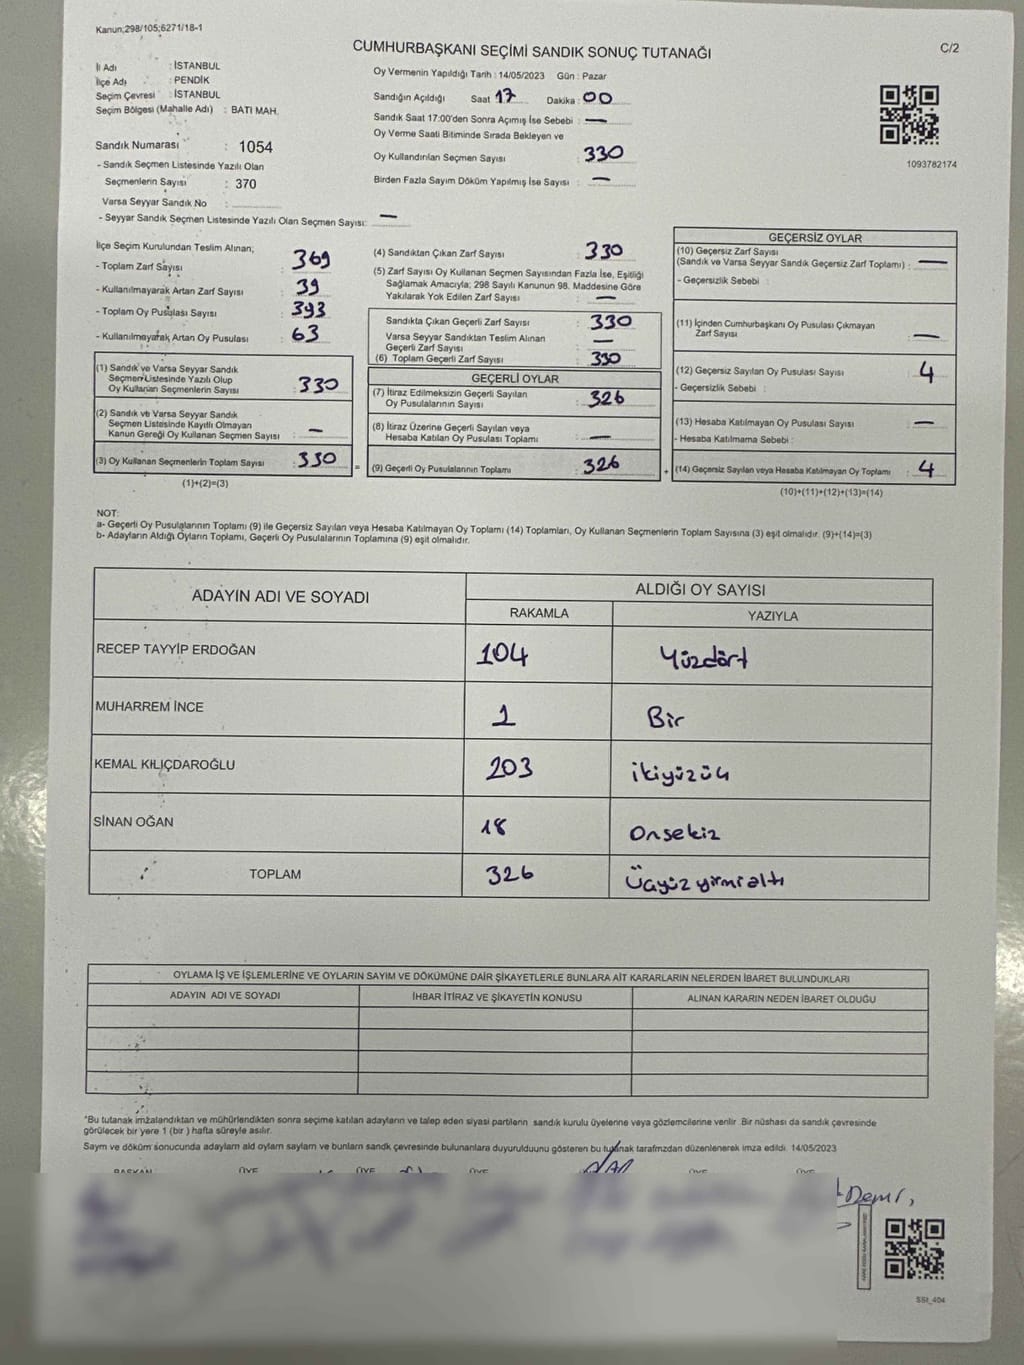 Kanun;298/105;6271/18-1
CUMHURBAŞKANI SEÇİMİ SANDIK SONUÇ TUTANAĞI
C/2
İl Adı : İSTANBUL
İlçe Adı : PENDİK
Seçim Çevresi : İSTANBUL
Seçim Bölgesi (Mahalle Adı) : BATI MAH.
Sandık Numarası : 1054
- Sandık Seçmen Listesinde Yazılı Olan
Seçmenlerin Sayısı : 370
Varsa Seyyar Sandık No :
- Seyyar Sandık Seçmen Listesinde Yazılı Olan Seçmen Sayısı: —
Oy Vermenin Yapıldığı Tarih : 14/05/2023 Gün : Pazar
Sandığın Açıldığı Saat 17 Dakika : 00
Sandık Saat 17:00'den Sonra Açımış İse Sebebi : —
Oy Verme Saati Bitiminde Sırada Bekleyen ve
Oy Kullandırılan Seçmen Sayısı : 330
Birden Fazla Sayım Döküm Yapılmış İse Sayısı : —
1093782174
İlçe Seçim Kurulundan Teslim Alınan;
- Toplam Zarf Sayısı : 369
- Kullanılmayarak Artan Zarf Sayısı : 39
- Toplam Oy Pusulası Sayısı : 393
- Kullanılmayarak Artan Oy Pusulası : 63
(1) Sandık ve Varsa Seyyar Sandık
Seçmen Listesinde Yazılı Olup
Oy Kullanan Seçmenlerin Sayısı : 330
(2) Sandık ve Varsa Seyyar Sandık
Seçmen Listesinde Kayıtlı Olmayan
Kanun Gereği Oy Kullanan Seçmen Sayısı : —
(3) Oy Kullanan Seçmenlerin Toplam Sayısı : 330
(1)+(2)=(3)
(4) Sandıktan Çıkan Zarf Sayısı : 330
(5) Zarf Sayısı Oy Kullanan Seçmen Sayısından Fazla İse, Eşitliği
Sağlamak Amacıyla; 298 Sayılı Kanunun 98. Maddesine Göre
Yakılarak Yok Edilen Zarf Sayısı : —
Sandıkta Çıkan Geçerli Zarf Sayısı : 330
Varsa Seyyar Sandıktan Teslim Alınan
Geçerli Zarf Sayısı : —
(6) Toplam Geçerli Zarf Sayısı : 330
GEÇERLİ OYLAR
(7) İtiraz Edilmeksizin Geçerli Sayılan
Oy Pusulalarının Sayısı : 326
(8) İtiraz Üzerine Geçerli Sayılan veya
Hesaba Katılan Oy Pusulası Toplamı : —
= (9) Geçerli Oy Pusulalarının Toplamı : 326 +
GEÇERSİZ OYLAR
(10) Geçersiz Zarf Sayısı
(Sandık ve Varsa Seyyar Sandık Geçersiz Zarf Toplamı) : —
- Geçersizlik Sebebi :
(11) İçinden Cumhurbaşkanı Oy Pusulası Çıkmayan
Zarf Sayısı : —
(12) Geçersiz Sayılan Oy Pusulası Sayısı : 4
- Geçersizlik Sebebi :
(13) Hesaba Katılmayan Oy Pusulası Sayısı : —
- Hesaba Katılmama Sebebi :
(14) Geçersiz Sayılan veya Hesaba Katılmayan Oy Toplamı : 4
(10)+(11)+(12)+(13)=(14)
NOT:
a- Geçerli Oy Pusulalarının Toplamı (9) ile Geçersiz Sayılan veya Hesaba Katılmayan Oy Toplamı (14) Toplamları, Oy Kullanan Seçmenlerin Toplam Sayısına (3) eşit olmalıdır. (9)+(14)=(3)
b- Adayların Aldığı Oyların Toplamı, Geçerli Oy Pusulalarının Toplamına (9) eşit olmalıdır.
ADAYIN ADI VE SOYADI
ALDIĞI OY SAYISI
RAKAMLA YAZIYLA
RECEP TAYYİP ERDOĞAN 104 Yüzdört
MUHARREM İNCE 1 Bir
KEMAL KILIÇDAROĞLU 203 ikiyüzüç
SİNAN OĞAN 18 onsekiz
TOPLAM 326 Üçyüz yirmialtı
OYLAMA İŞ VE İŞLEMLERİNE VE OYLARIN SAYIM VE DÖKÜMÜNE DAİR ŞİKAYETLERLE BUNLARA AİT KARARLARIN NELERDEN İBARET BULUNDUKLARI
ADAYIN ADI VE SOYADI İHBAR İTİRAZ VE ŞİKAYETİN KONUSU ALINAN KARARIN NEDEN İBARET OLDUĞU
*Bu tutanak imzalandıktan ve mühürlendikten sonra seçime katılan adayların ve talep eden siyasi partilerin sandık kurulu üyelerine veya gözlemcilerine verilir. Bir nüshası da sandık çevresinde
görülecek bir yere 1 (bir ) hafta süreyle asılır.
Sayım ve döküm sonucunda adayların ald oyların sayların ve bunların sandk çevresinde bulunanlara duyurulduunu gösteren bu tutanak tarafmzdan düzenlenerek imza edildi. 14/05/2023
BAŞKAN ÜYE ÜYE ÜYE ÜYE ÜYE
Demir
SSI_404